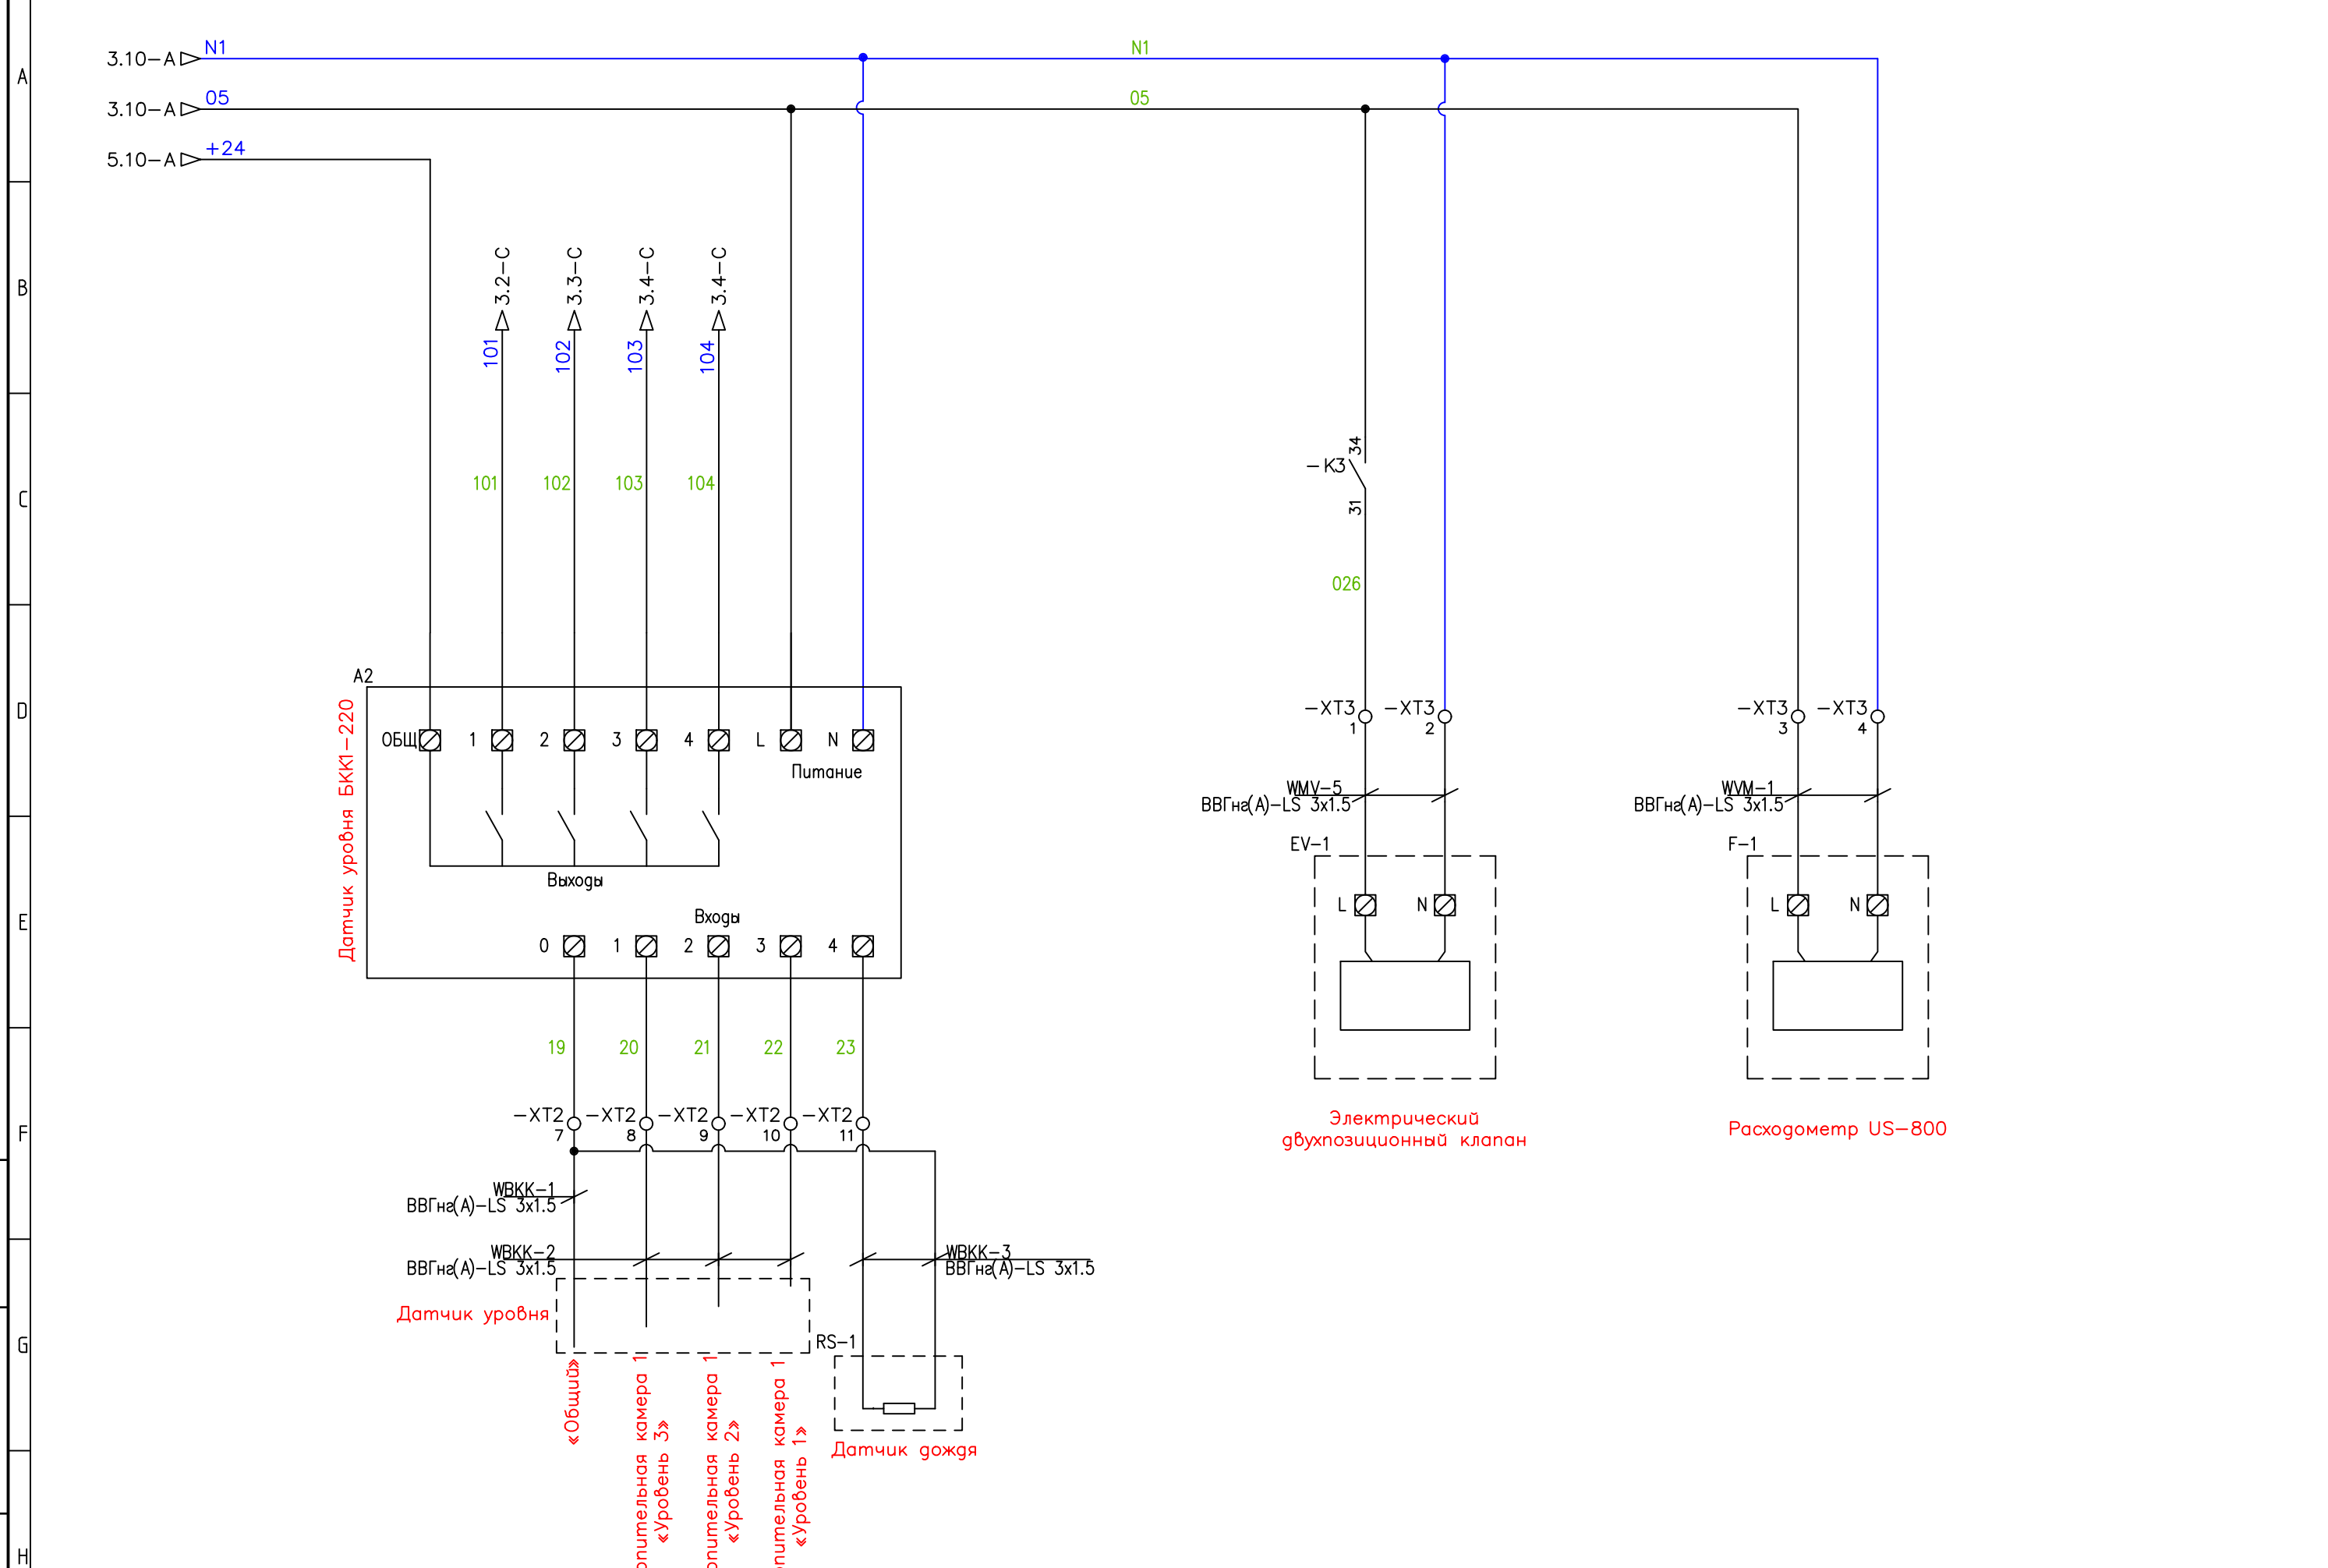 3.10-A N1 N1
A
3.10-A 05 05
5.10-A +24
B
3.2-C 3.3-C 3.4-C 3.4-C
101 102 103 104
C
101 102 103 104
34
-K3
31
026
A2
D
Датчик уровня БКК1-220
-XT3 -XT3 -XT3 -XT3
1 2 3 4
ОБЩ 1 2 3 4 L N
Питание
WMV-5 WVM-1
ВВГнг(А)-LS 3x1.5 ВВГнг(А)-LS 3x1.5
EV-1 F-1
Выходы
E
Входы
L N L N
0 1 2 3 4
19 20 21 22 23
F
-XT2 -XT2 -XT2 -XT2 -XT2
7 8 9 10 11
Электрический
двухпозиционный клапан
Расходометр US-800
WBKK-1
ВВГнг(А)-LS 3x1.5
WBKK-2 WBKK-3
ВВГнг(А)-LS 3x1.5 ВВГнг(А)-LS 3x1.5
G
Датчик уровня
RS-1
«Общий»
камера 1
«Уровень 3»
камера 1
«Уровень 2»
камера 1
«Уровень 1»
Датчик дождя
H